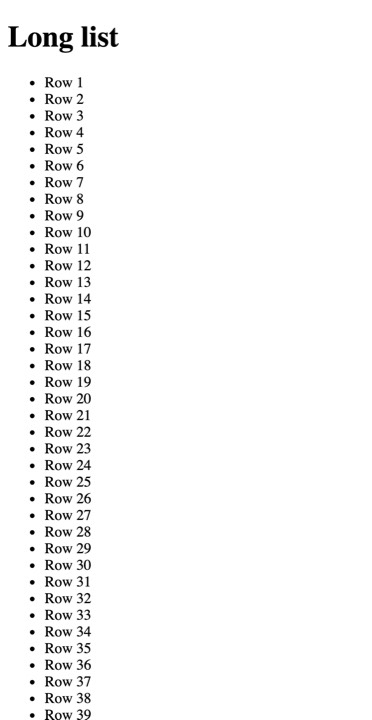 Long list
Row 1
Row 2
Row 3
Row 4
Row 5
Row 6
Row 7
Row 8
Row 9
Row 10
Row 11
Row 12
Row 13
Row 14
Row 15
Row 16
Row 17
Row 18
Row 19
Row 20
Row 21
Row 22
Row 23
Row 24
Row 25
Row 26
Row 27
Row 28
Row 29
Row 30
Row 31
Row 32
Row 33
Row 34
Row 35
Row 36
Row 37
Row 38
Row 39